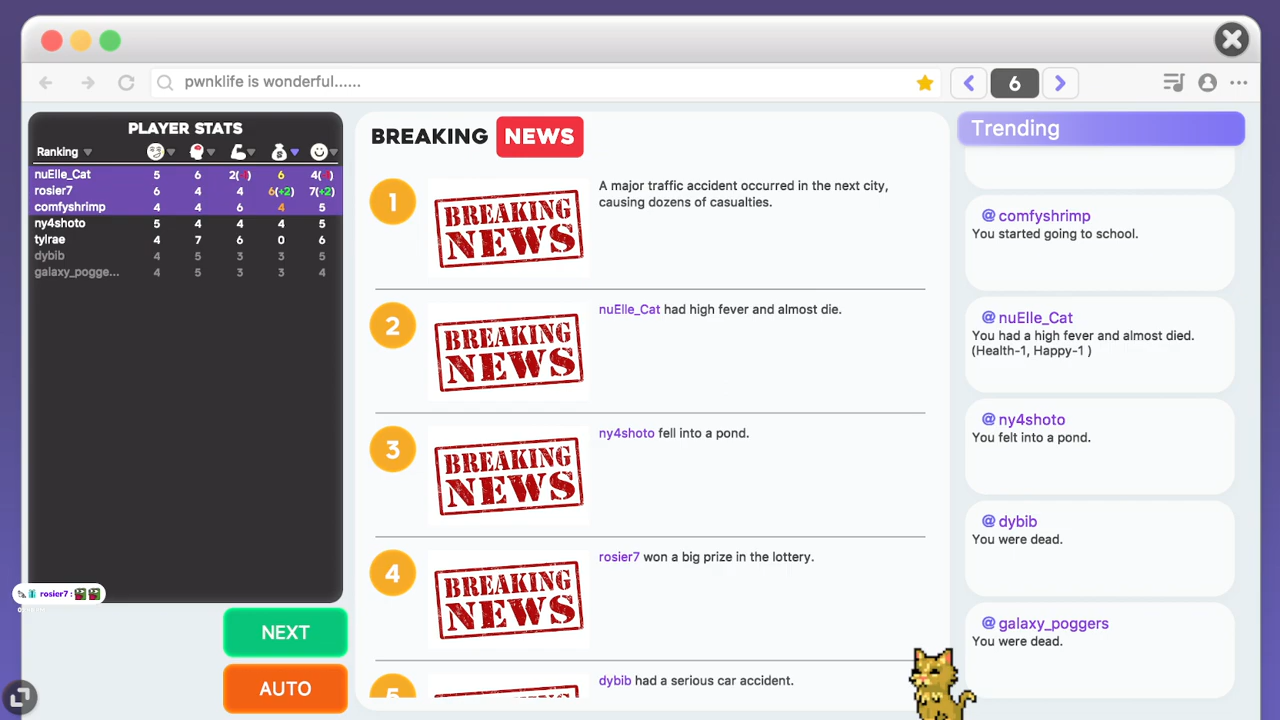 pwnklife is wonderful......
6
PLAYER STATS
Ranking
nuElle_Cat 5 6 2(-1) 6 4(-1)
rosier7 6 4 4 6(+2) 7(+2)
comfyshrimp 4 4 6 4 5
ny4shoto 5 4 4 4 5
tylrae 4 7 6 0 6
dybib 4 5 3 3 5
galaxy_pogge... 4 5 3 3 4
rosier7 :
NEXT
AUTO
BREAKING NEWS
1
BREAKING
NEWS
A major traffic accident occurred in the next city,
causing dozens of casualties.
2
BREAKING
NEWS
nuElle_Cat had high fever and almost die.
3
BREAKING
NEWS
ny4shoto fell into a pond.
4
BREAKING
NEWS
rosier7 won a big prize in the lottery.
5
dybib had a serious car accident.
Trending
@comfyshrimp
You started going to school.
@nuElle_Cat
You had a high fever and almost died.
(Health-1, Happy-1 )
@ny4shoto
You felt into a pond.
@dybib
You were dead.
@galaxy_poggers
You were dead.